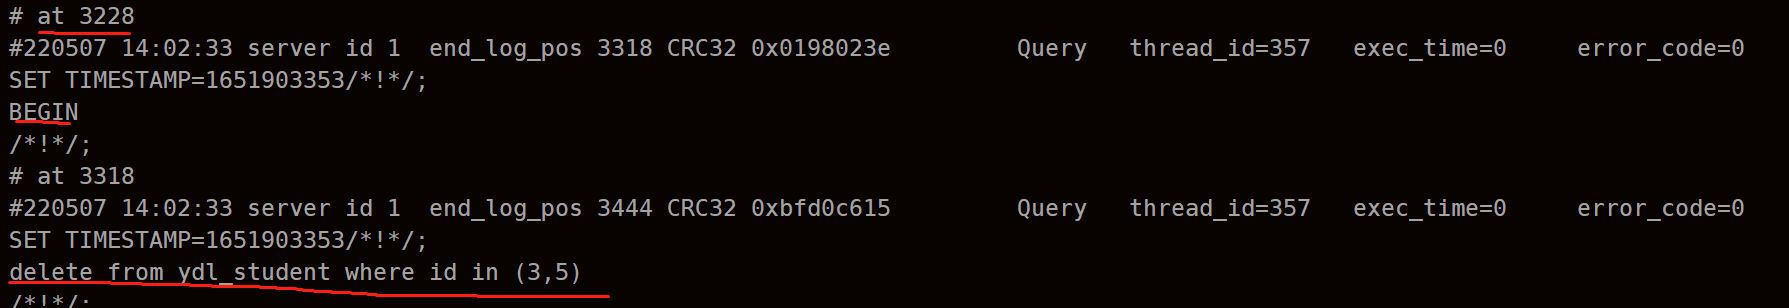 # at 3228
#220507 14:02:33 server id 1  end_log_pos 3318 CRC32 0x0198023e         Query   thread_id=357   exec_time=0     error_code=0
SET TIMESTAMP=1651903353/*!*/;
BEGIN
/*!*/;
# at 3318
#220507 14:02:33 server id 1  end_log_pos 3444 CRC32 0xbfd0c615         Query   thread_id=357   exec_time=0     error_code=0
SET TIMESTAMP=1651903353/*!*/;
delete from ydl_student where id in (3,5)
/*!*/;